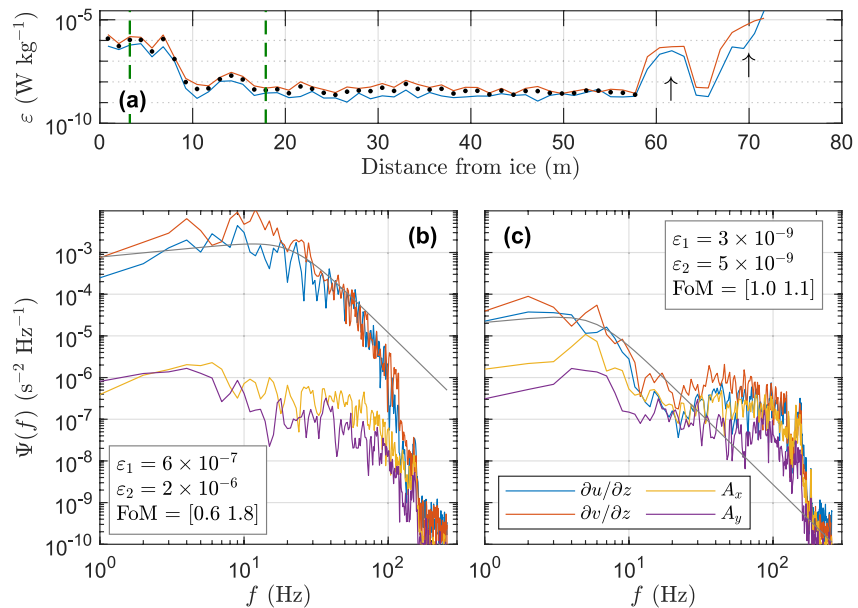 10^-5
10^-10
ε (W kg^-1)
(a)
↑
↑
0 10 20 30 40 50 60 70 80
Distance from ice (m)
(b)
(c)
10^-3
10^-4
10^-5
10^-6
10^-7
10^-8
10^-9
10^-10
Ψ(f) (s^-2 Hz^-1)
ε₁ = 6 × 10^-7
ε₂ = 2 × 10^-6
FoM = [0.6 1.8]
ε₁ = 3 × 10^-9
ε₂ = 5 × 10^-9
FoM = [1.0 1.1]
∂u/∂z
∂v/∂z
A_x
A_y
10^0 10^1 10^2
10^0 10^1 10^2
f (Hz)
f (Hz)